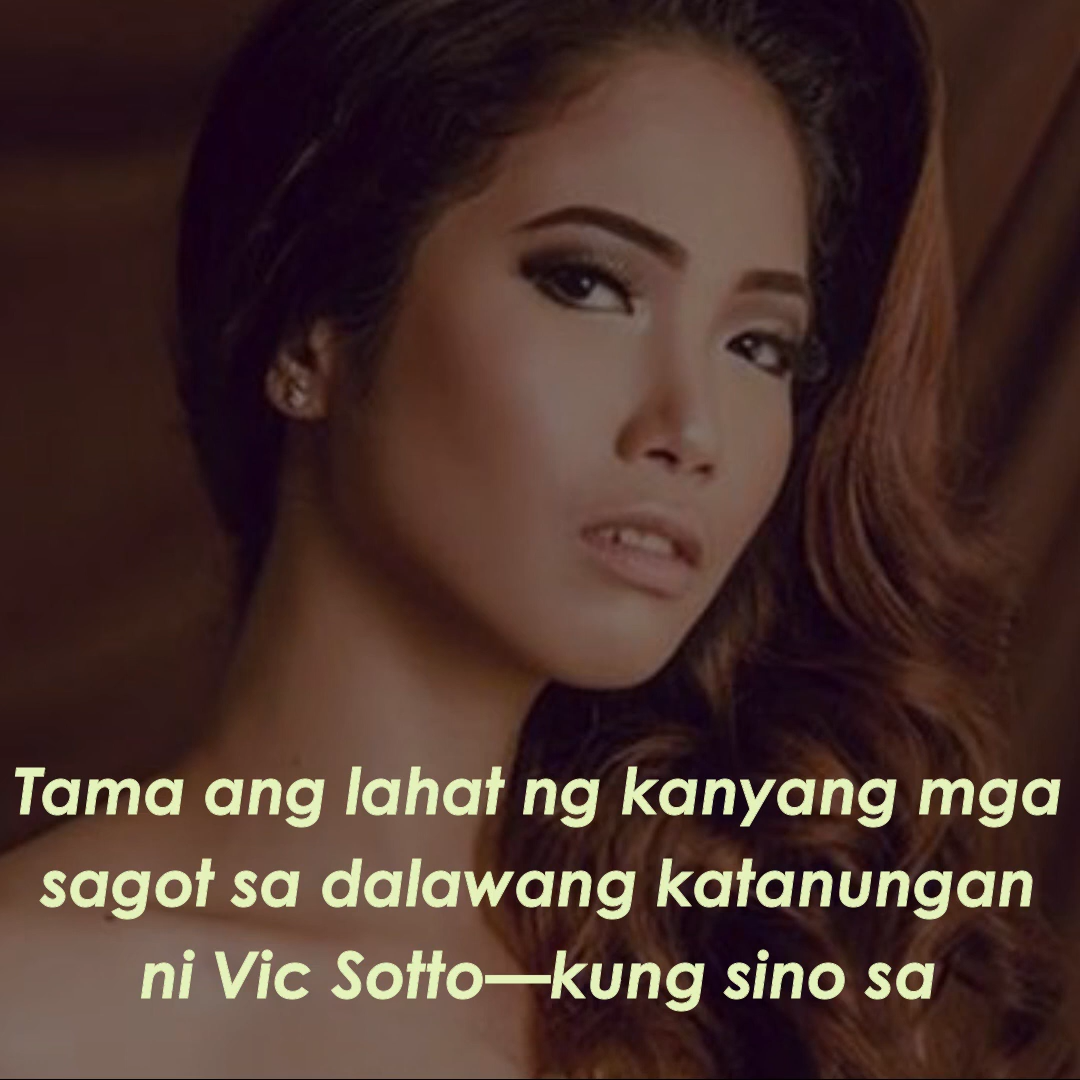 Tama ang lahat ng kanyang mga
sagot sa dalawang katanungan
ni Vic Sotto—kung sino sa